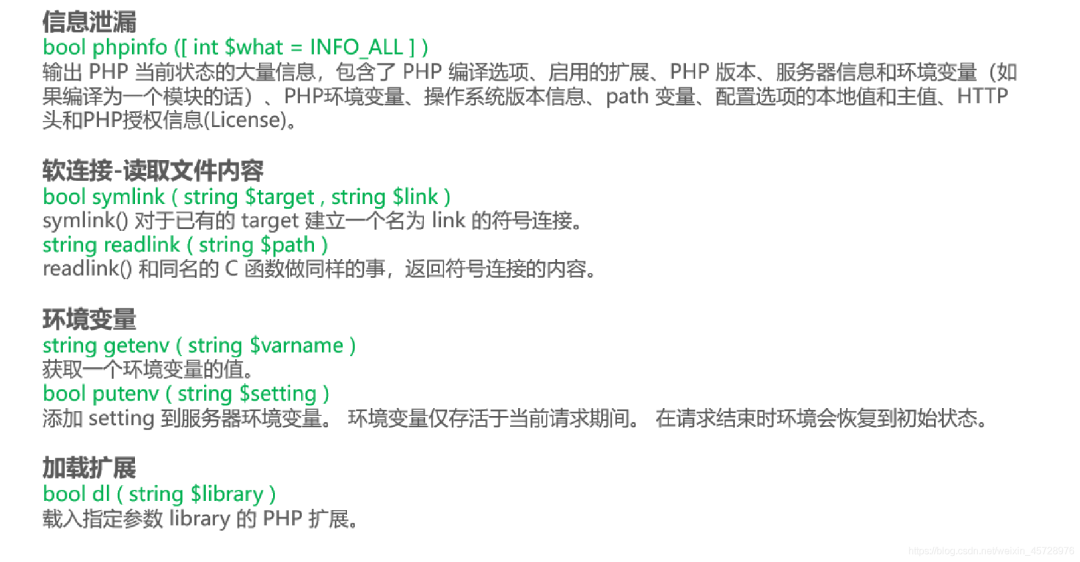 信息泄漏
bool phpinfo ([ int $what = INFO_ALL ] )
输出 PHP 当前状态的大量信息，包含了 PHP 编译选项、启用的扩展、PHP 版本、服务器信息和环境变量（如
果编译为一个模块的话）、PHP环境变量、操作系统版本信息、path 变量、配置选项的本地值和主值、HTTP
头和PHP授权信息(License)。
软连接-读取文件内容
bool symlink ( string $target , string $link )
symlink() 对于已有的 target 建立一个名为 link 的符号连接。
string readlink ( string $path )
readlink() 和同名的 C 函数做同样的事，返回符号连接的内容。
环境变量
string getenv ( string $varname )
获取一个环境变量的值。
bool putenv ( string $setting )
添加 setting 到服务器环境变量。 环境变量仅存活于当前请求期间。 在请求结束时环境会恢复到初始状态。
加载扩展
bool dl ( string $library )
载入指定参数 library 的 PHP 扩展。
https://blog.csdn.net/weixin_45728976